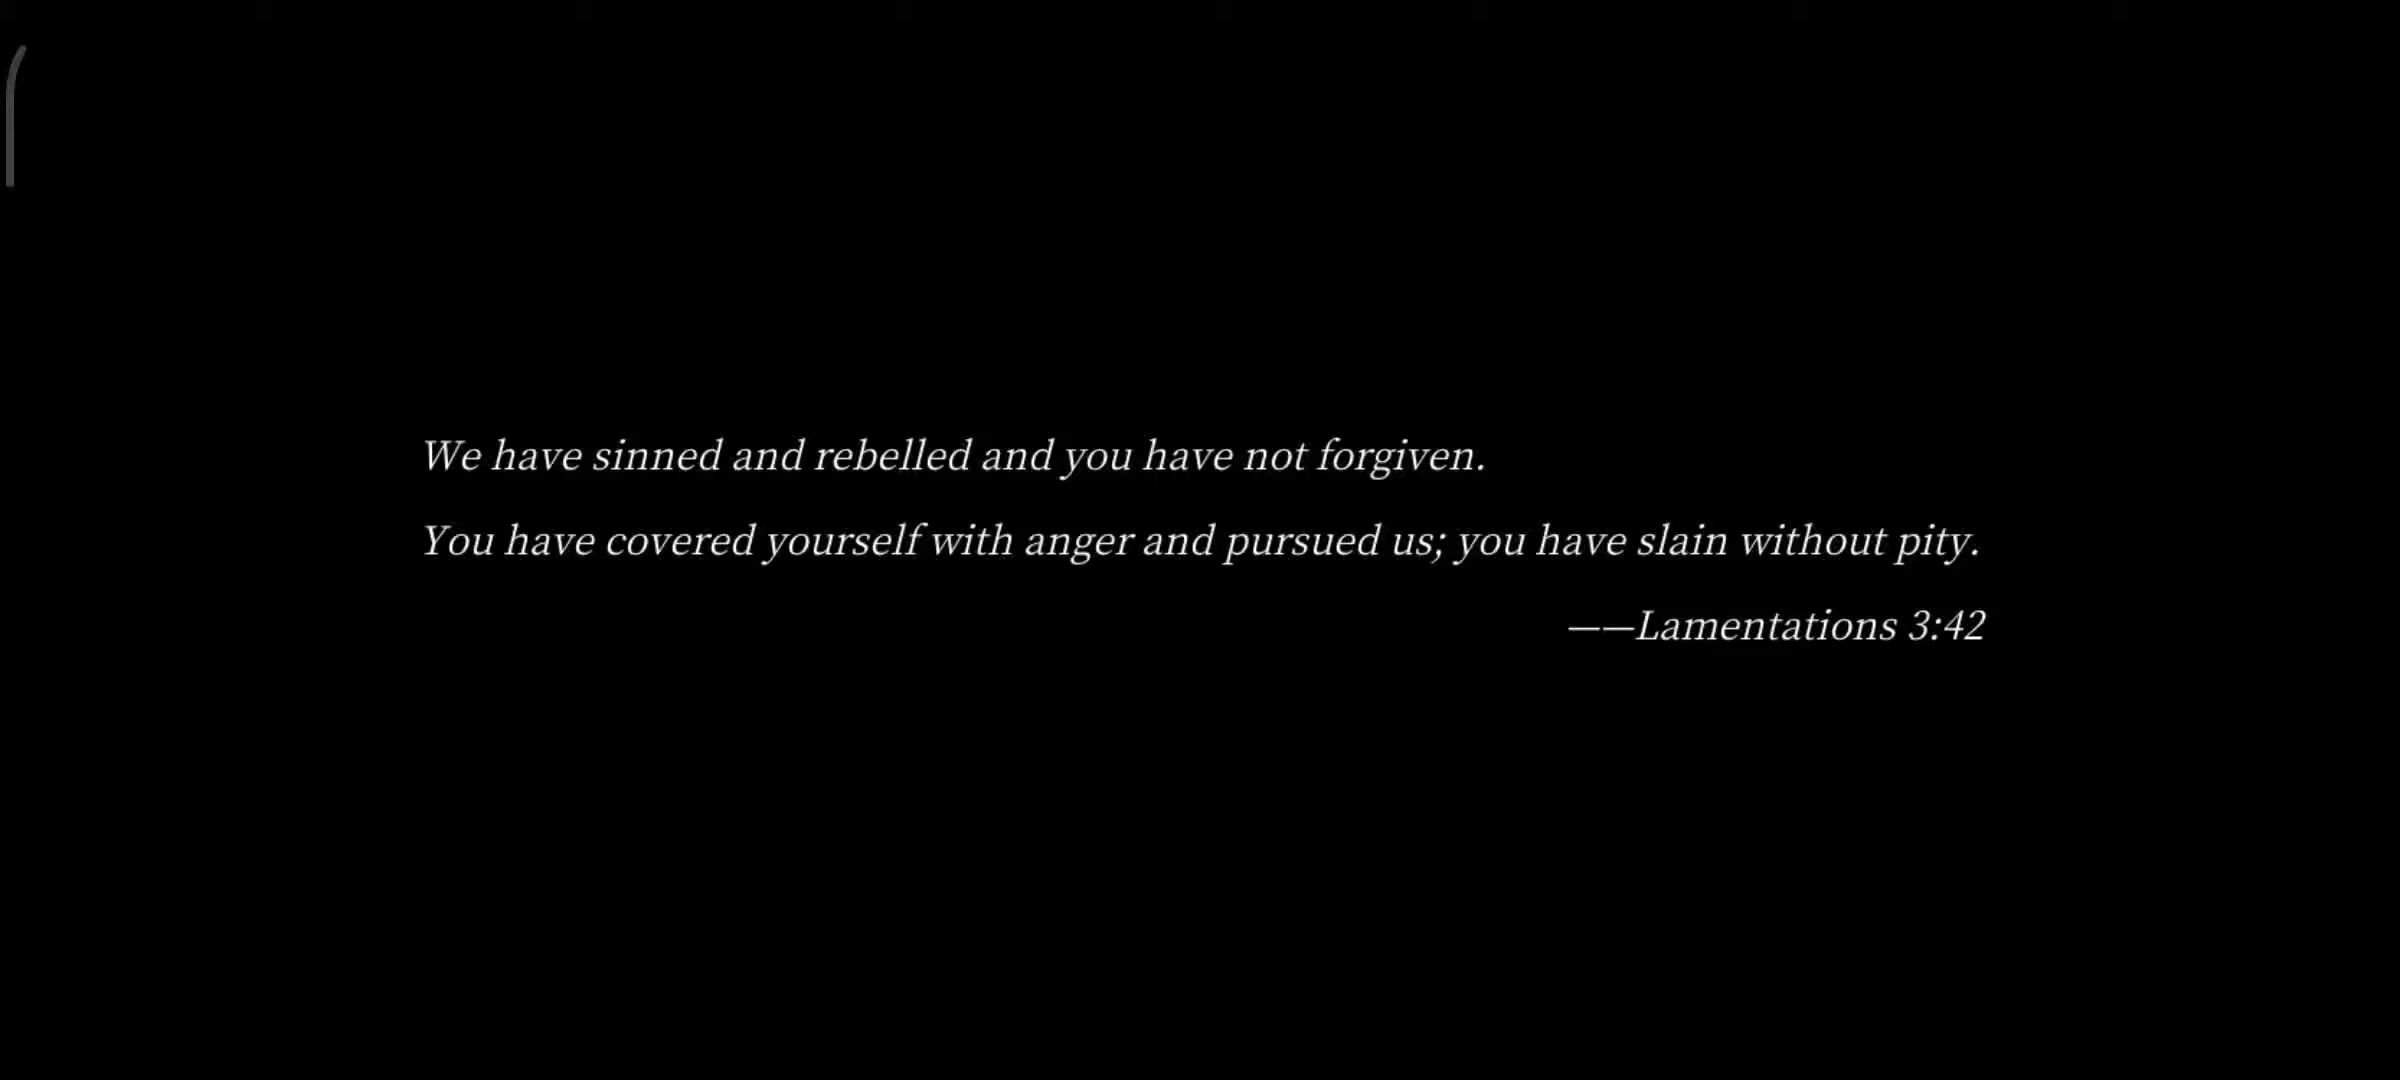 We have sinned and rebelled and you have not forgiven.
You have covered yourself with anger and pursued us; you have slain without pity.
——Lamentations 3:42